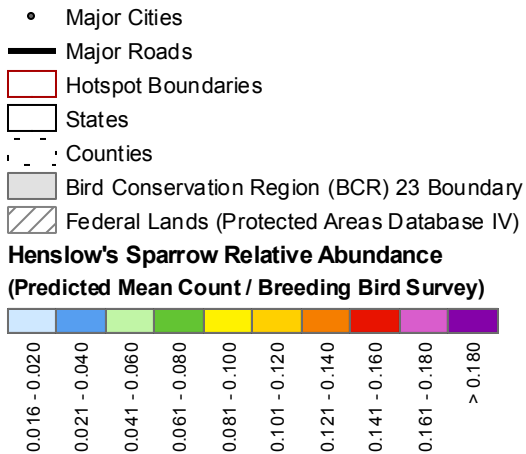 Major Cities
Major Roads
Hotspot Boundaries
States
Counties
Bird Conservation Region (BCR) 23 Boundary
Federal Lands (Protected Areas Database IV)
Henslow's Sparrow Relative Abundance
(Predicted Mean Count / Breeding Bird Survey)
0.016 - 0.020
0.021 - 0.040
0.041 - 0.060
0.061 - 0.080
0.081 - 0.100
0.101 - 0.120
0.121 - 0.140
0.141 - 0.160
0.161 - 0.180
> 0.180